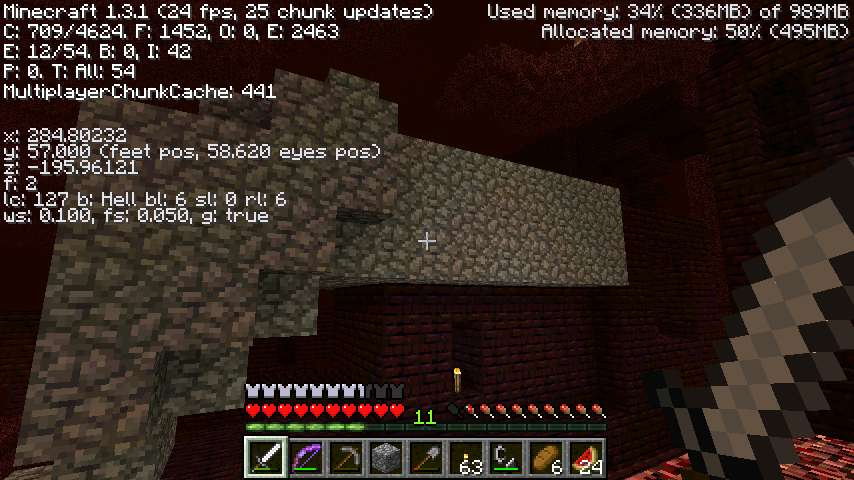 Minecraft 1.3.1 (24 fps, 25 chunk updates)
C: 709/4624. F: 1452, O: 0, E: 2463
E: 12/54. B: 0, I: 42
P: 0. T: All: 54
MultiplayerChunkCache: 441
Used memory: 34% (336MB) of 989MB
Allocated memory: 50% (495MB)
x: 284.80232
y: 57.000 (feet pos, 58.620 eyes pos)
z: -195.96121
f: 2
lc: 127 b: Hell bl: 6 sl: 0 rl: 6
ws: 0.100, fs: 0.050, g: true
11
63
6
24